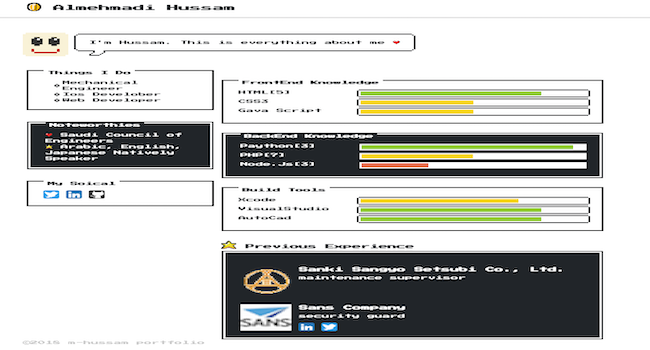 Almehmadi Hussam
I'm Hussam. This is everything about me
Things I Do
Mechanical
Engineer
Ios Develober
Web Developer
Noteworthies
Saudi Council of
Engineers
Arabic, English,
Japanese Natively
Speaker
My Soical
FrontEnd Knowledge
HTML[5]
CSS3
Gava Script
BackEnd Knowledge
Paython[3]
PHP[7]
Node.Js[3]
Build Tools
Xcode
VisualStudio
AutoCad
Previous Experience
Sanki Sangyo Setsubi Co., Ltd.
maintenance supervisor
SANS
Sans Company
security guard
©2018 m-hussam portfolio